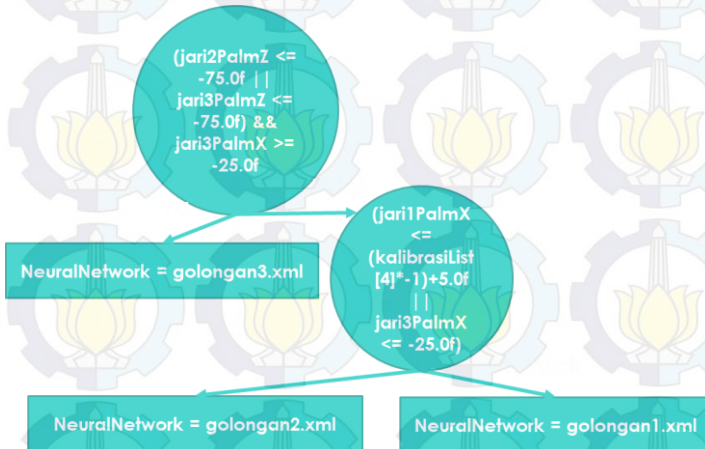 (jari2PalmZ <=
-75.0f ||
jari3PalmZ <=
-75.0f) &&
jari3PalmX >=
-25.0f
(jari1PalmX
<=
(kalibrasiList
[4]*-1)+5.0f
||
jari3PalmX
<= -25.0f)
NeuralNetwork = golongan3.xml
NeuralNetwork = golongan2.xml
NeuralNetwork = golongan1.xml